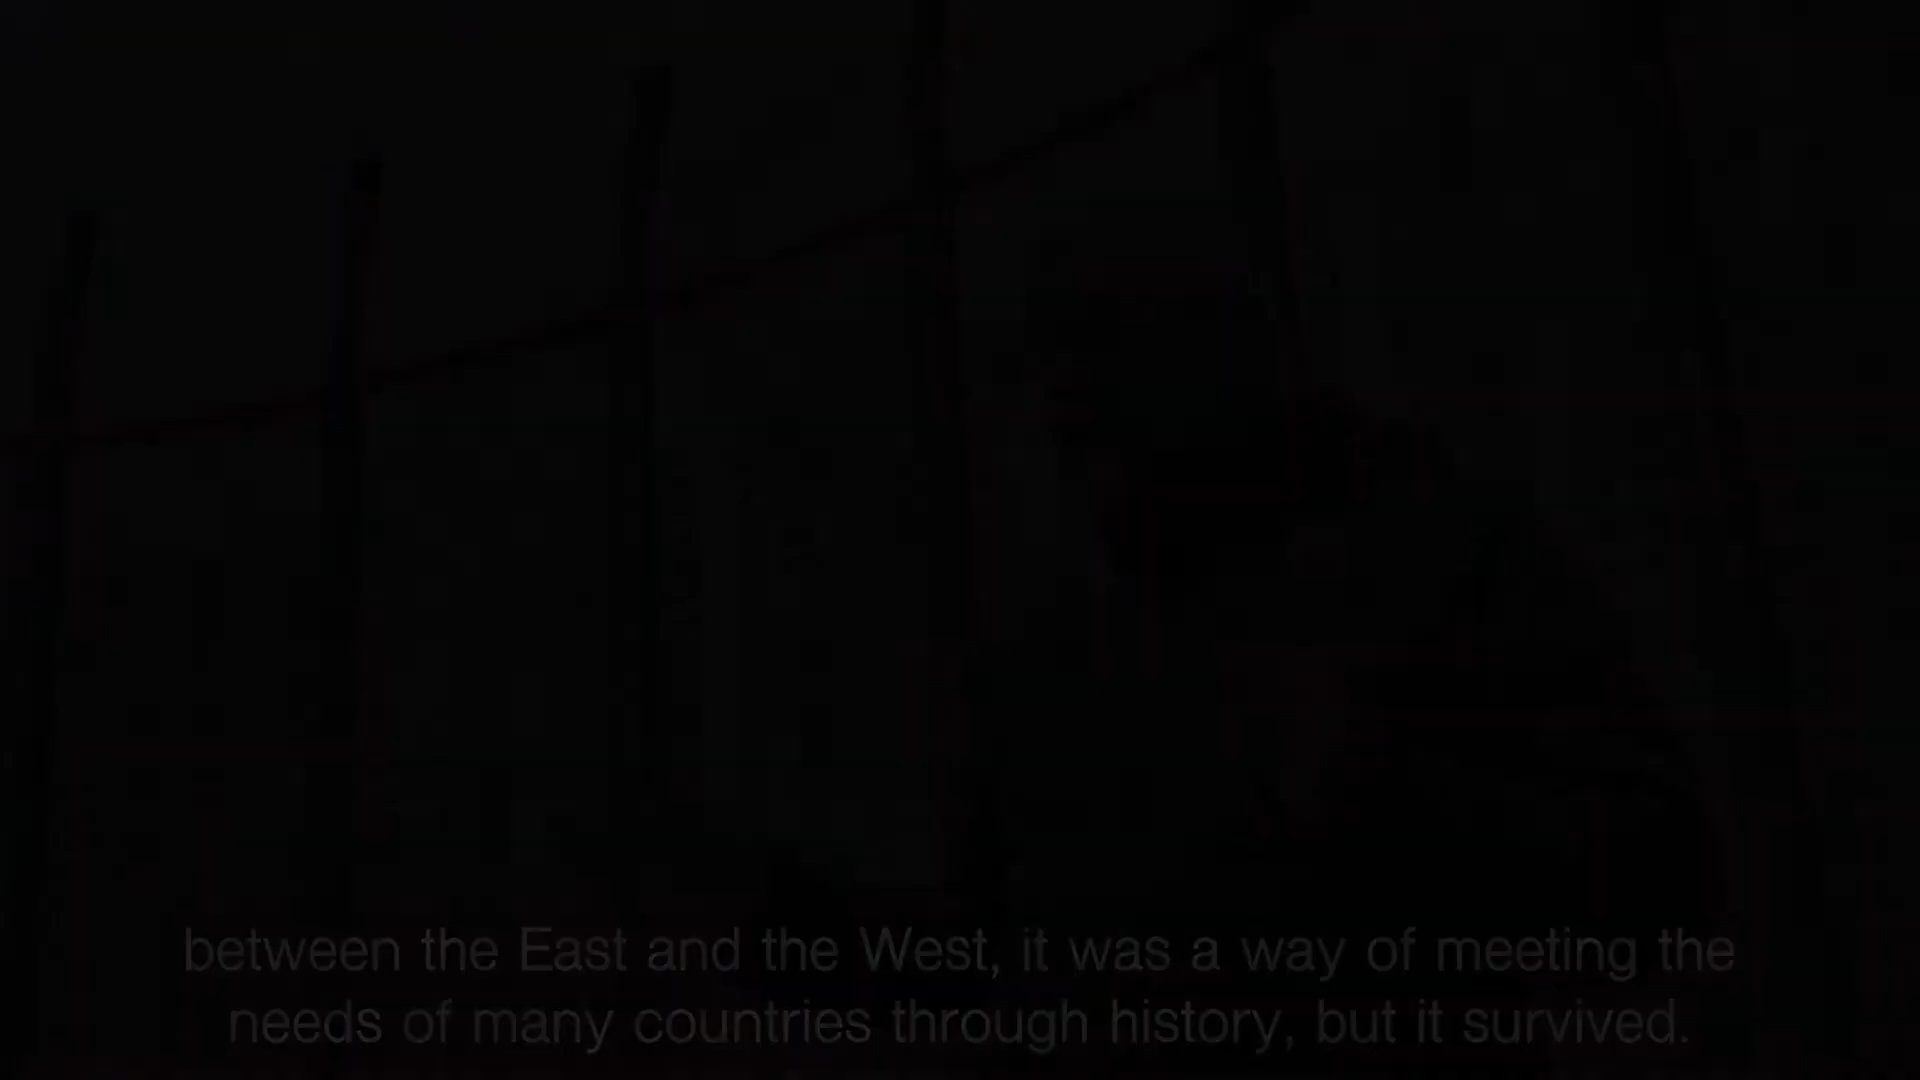 between the East and the West, it was a way of meeting the
needs of many countries through history, but it survived.